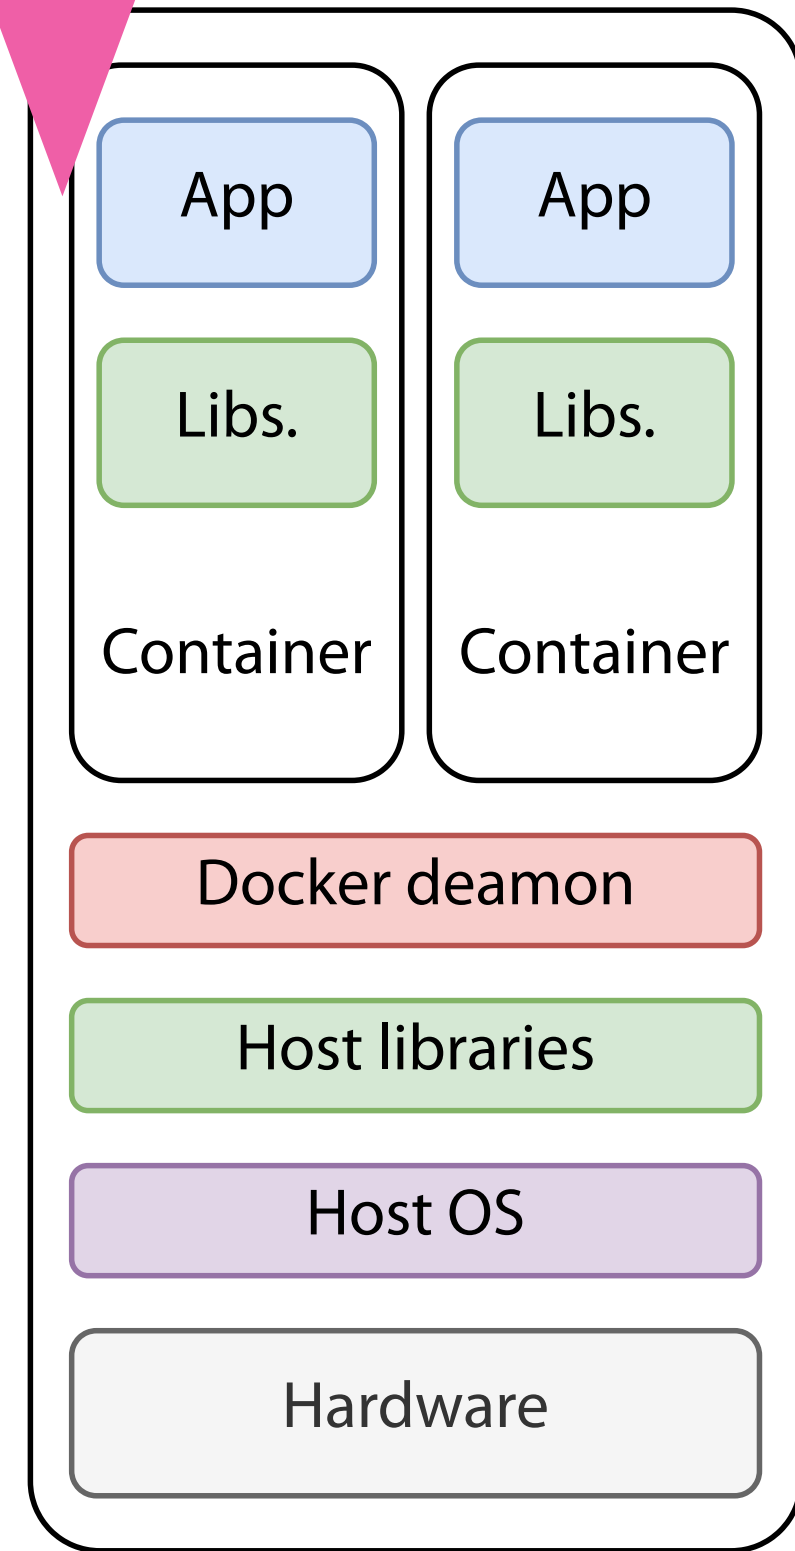 App
Libs.
Container
App
Libs.
Container
Docker deamon
Host libraries
Host OS
Hardware